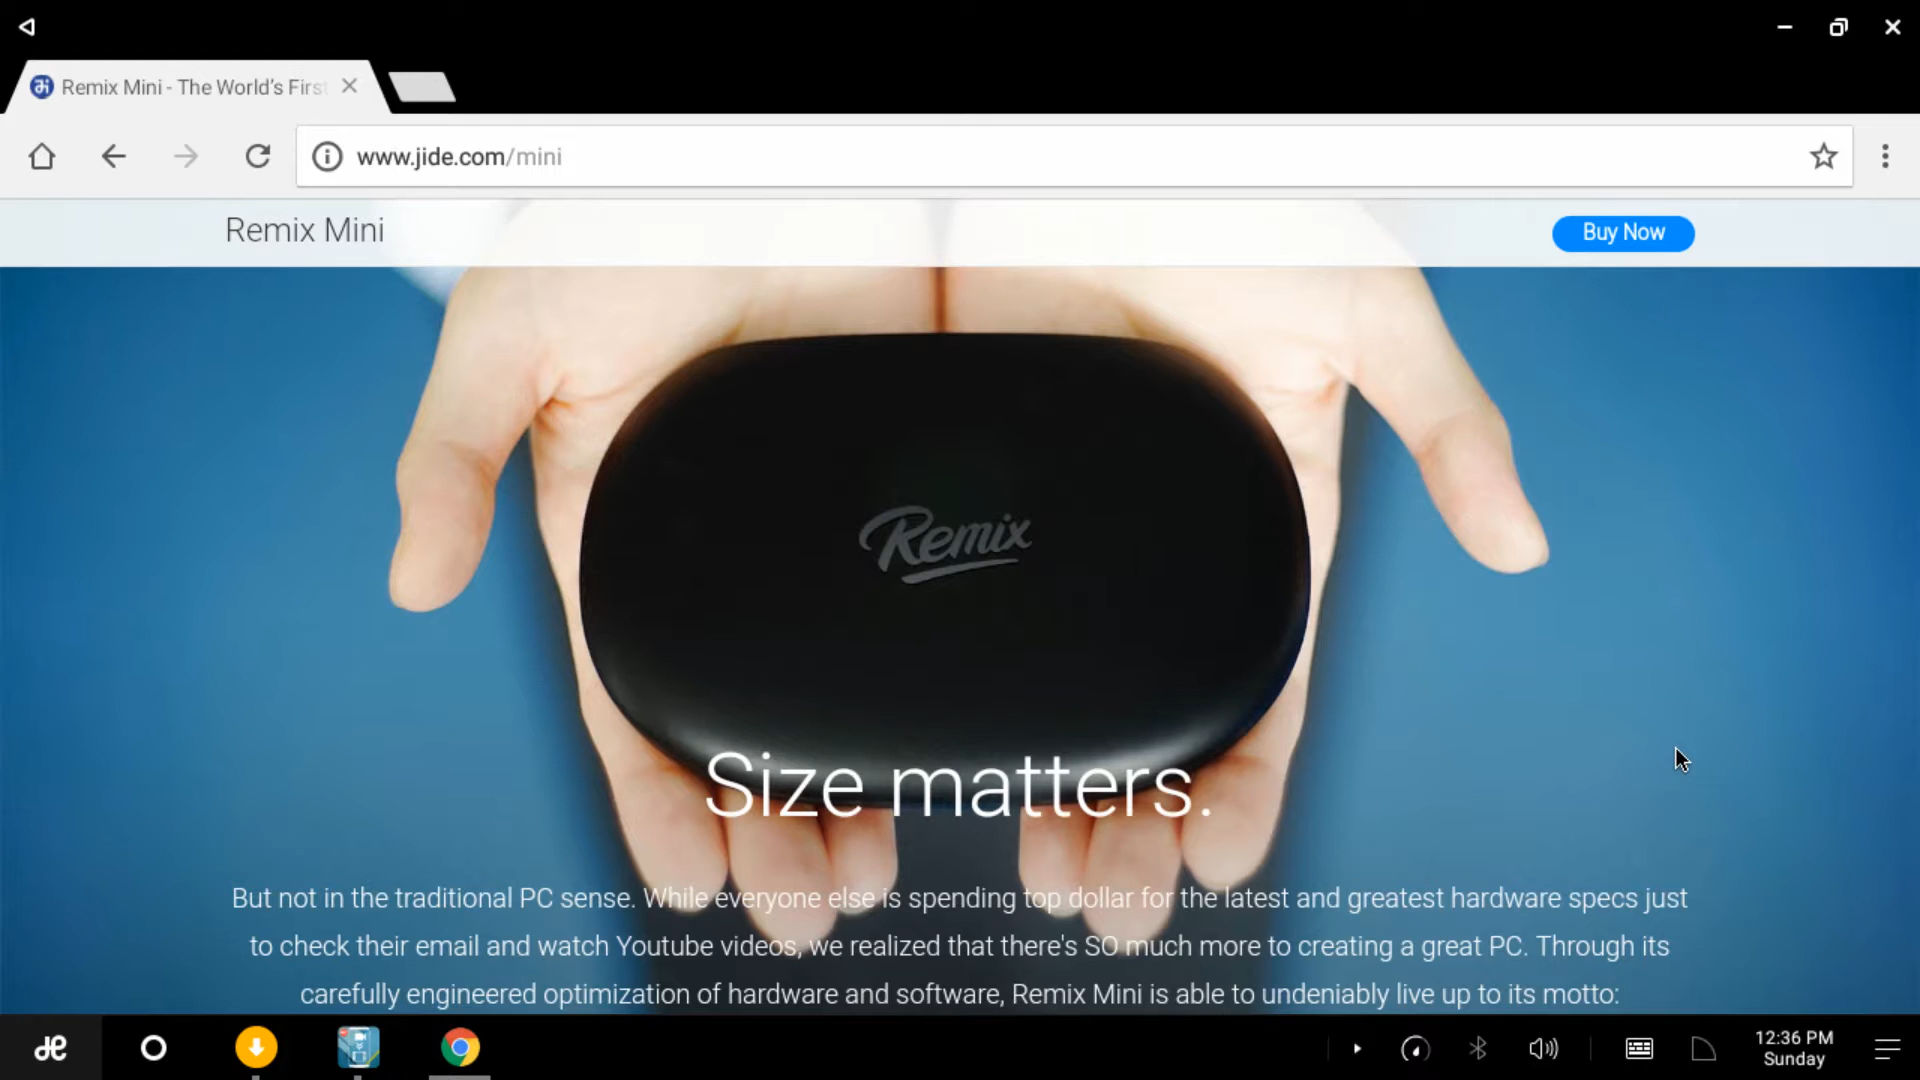 Remix Mini - The World's First
www.jide.com/mini
Remix Mini
Buy Now
Remix
Size matters.
But not in the traditional PC sense. While everyone else is spending top dollar for the latest and greatest hardware specs just
to check their email and watch Youtube videos, we realized that there's SO much more to creating a great PC. Through its
carefully engineered optimization of hardware and software, Remix Mini is able to undeniably live up to its motto:
12:36 PM
Sunday